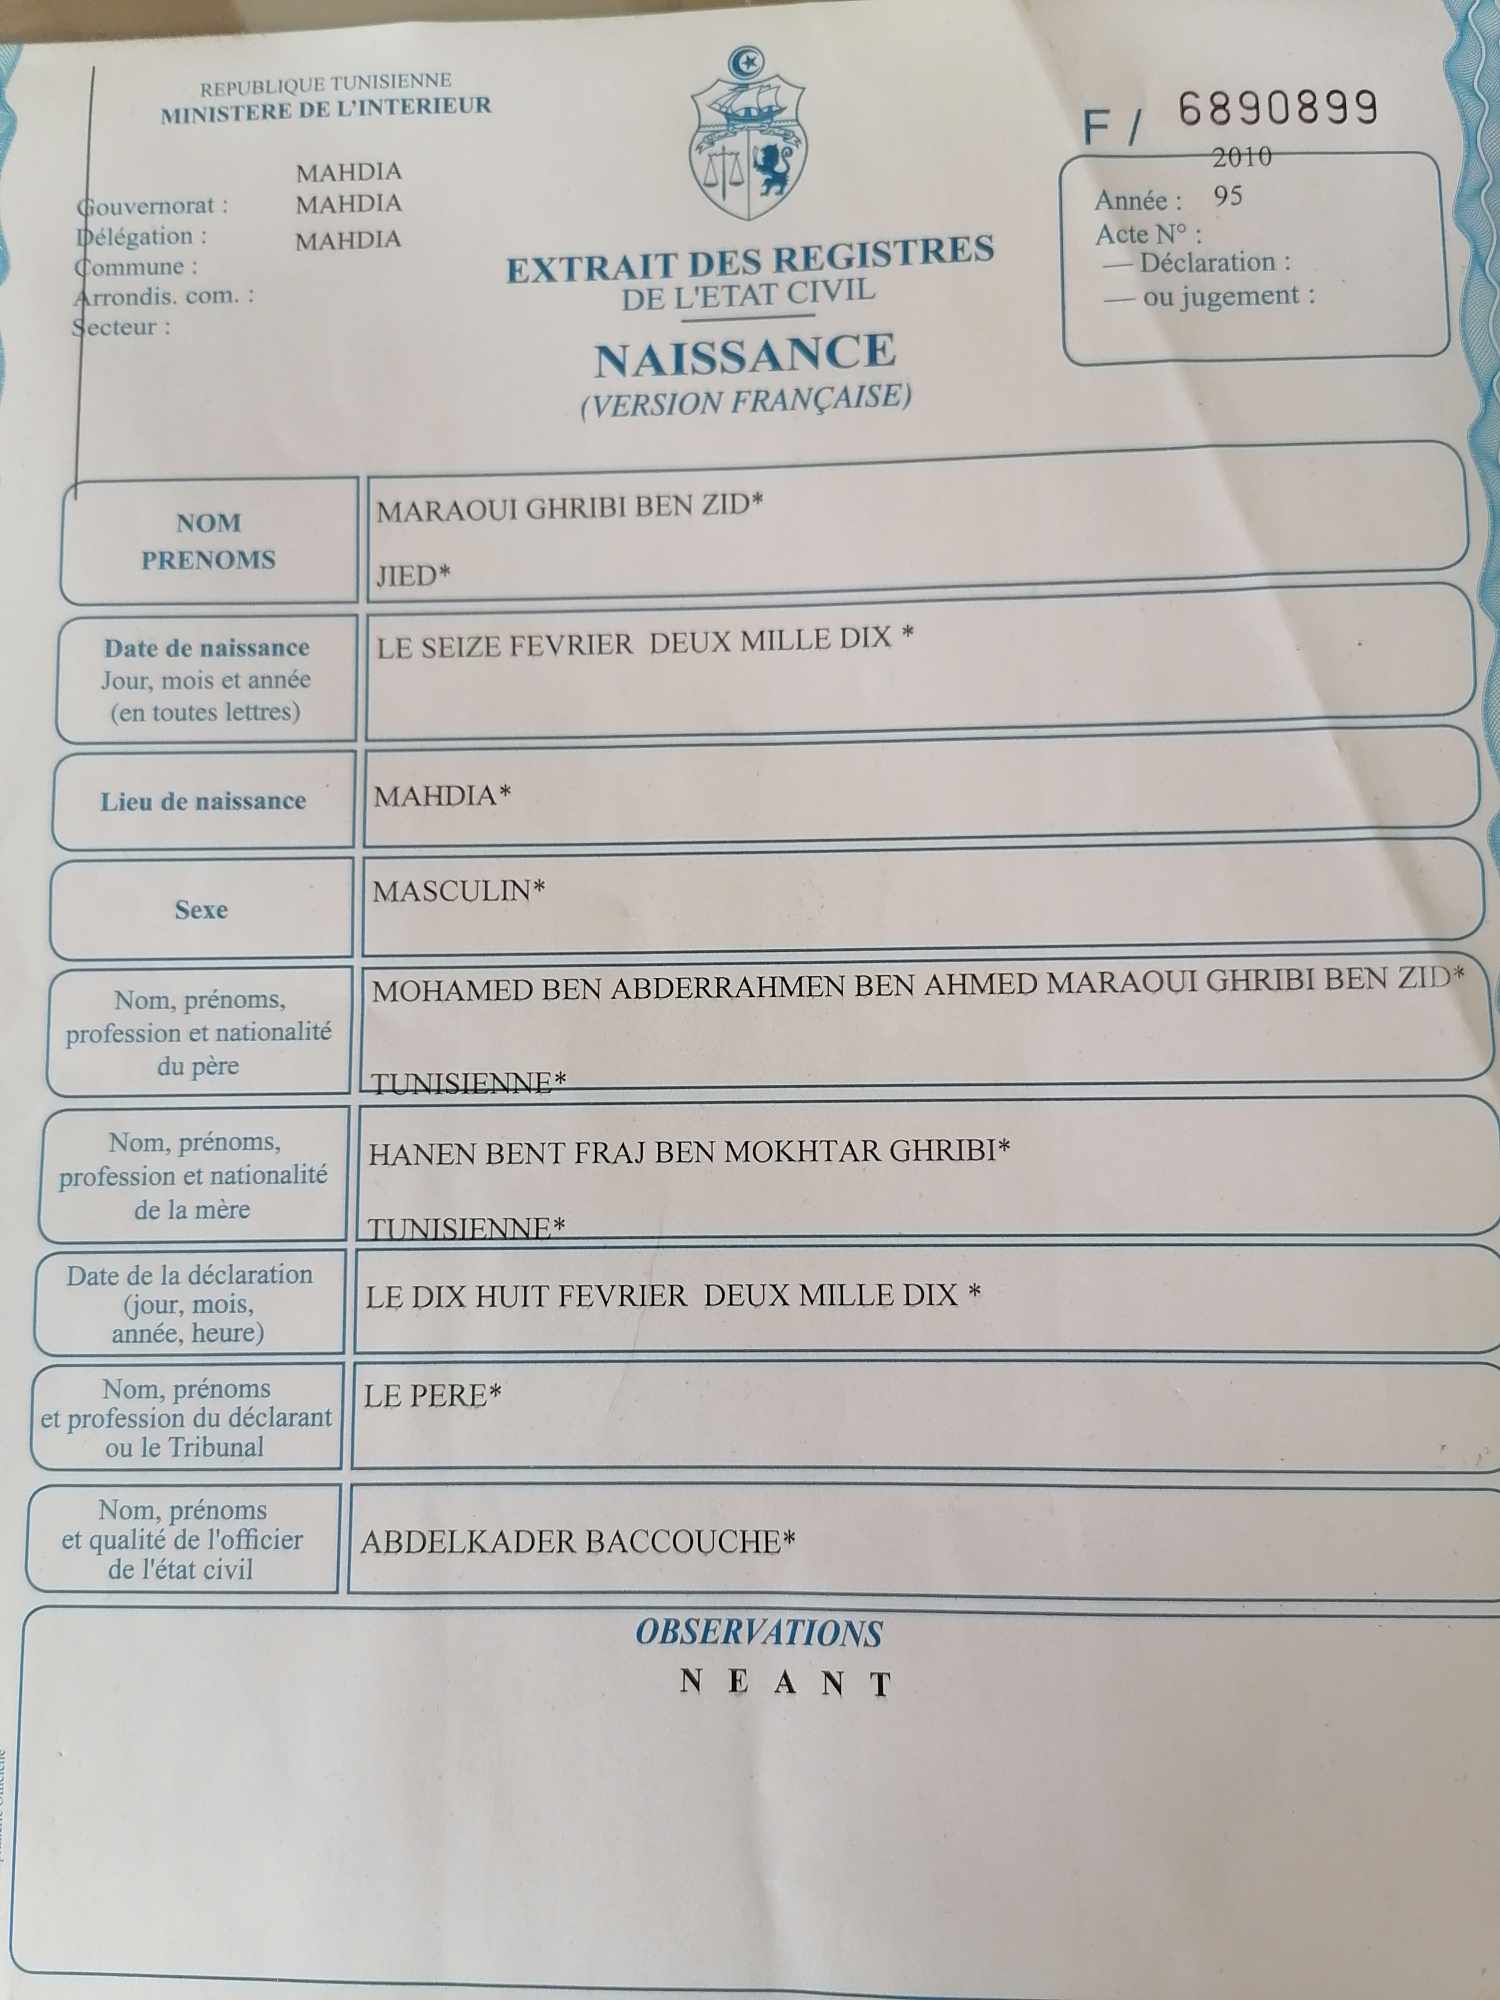 REPUBLIQUE TUNISIENNE
MINISTERE DE L'INTERIEUR
F / 6890899
MAHDIA
Gouvernorat : MAHDIA
Délégation : MAHDIA
Commune :
Arrondis. com. :
Secteur :
2010
Année : 95
Acte N° :
— Déclaration :
— ou jugement :
EXTRAIT DES REGISTRES
DE L'ETAT CIVIL
NAISSANCE
(VERSION FRANÇAISE)
NOM
PRENOMS
MARAOUI GHRIBI BEN ZID*
JIED*
Date de naissance
Jour, mois et année
(en toutes lettres)
LE SEIZE FEVRIER DEUX MILLE DIX *
Lieu de naissance
MAHDIA*
Sexe
MASCULIN*
Nom, prénoms,
profession et nationalité
du père
MOHAMED BEN ABDERRAHMEN BEN AHMED MARAOUI GHRIBI BEN ZID*
TUNISIENNE*
Nom, prénoms,
profession et nationalité
de la mère
HANEN BENT FRAJ BEN MOKHTAR GHRIBI*
TUNISIENNE*
Date de la déclaration
(jour, mois,
année, heure)
LE DIX HUIT FEVRIER DEUX MILLE DIX *
Nom, prénoms
et profession du déclarant
ou le Tribunal
LE PERE*
Nom, prénoms
et qualité de l'officier
de l'état civil
ABDELKADER BACCOUCHE*
OBSERVATIONS
N E A N T